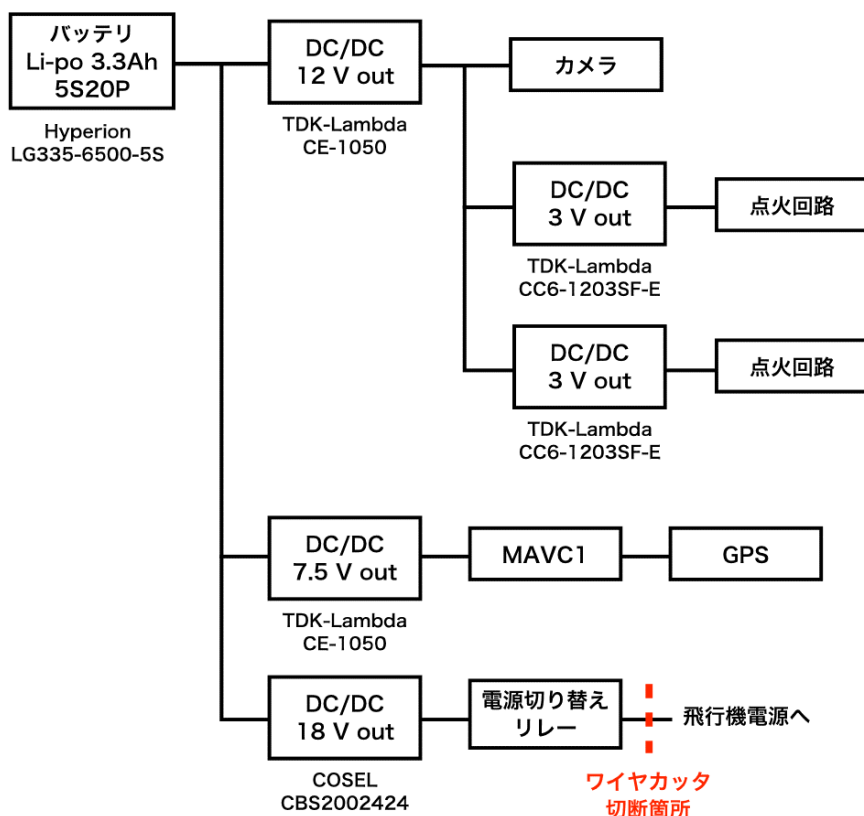 バッテリ
Li-po 3.3Ah
5S20P
Hyperion
LG335-6500-5S
DC/DC
12 V out
TDK-Lambda
CE-1050
カメラ
DC/DC
3 V out
TDK-Lambda
CC6-1203SF-E
点火回路
DC/DC
3 V out
TDK-Lambda
CC6-1203SF-E
点火回路
DC/DC
7.5 V out
TDK-Lambda
CE-1050
MAVC1
GPS
DC/DC
18 V out
COSEL
CBS2002424
電源切り替え
リレー
飛行機電源へ
ワイヤカッタ
切断箇所